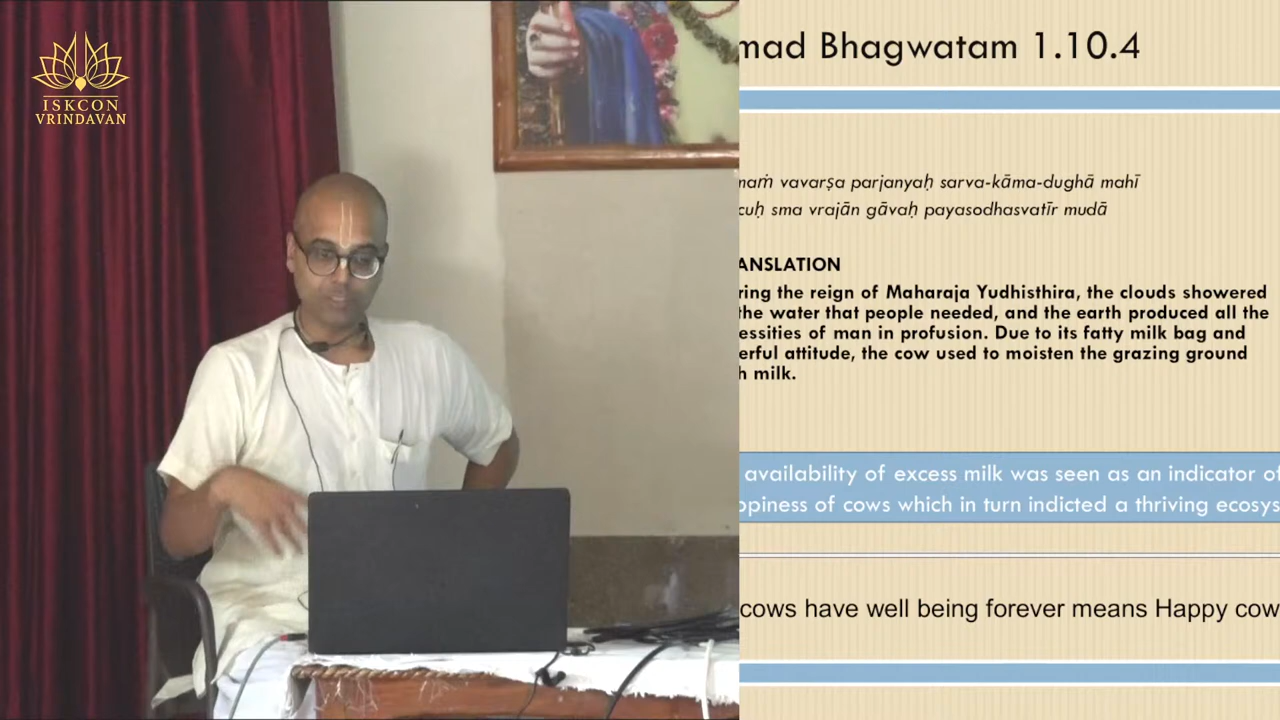 ISKCON
VRINDAVAN
mad Bhagwatam 1.10.4
naṁ vavarṣa parjanyaḥ sarva-kāma-dughā mahī
cuḥ sma vrajān gāvaḥ payasodhasvatīr mudā
ANSLATION
ring the reign of Maharaja Yudhisthira, the clouds showered
the water that people needed, and the earth produced all the
essities of man in profusion. Due to its fatty milk bag and
erful attitude, the cow used to moisten the grazing ground
h milk.
availability of excess milk was seen as an indicator of
opiness of cows which in turn indicted a thriving ecosys
cows have well being forever means Happy cow